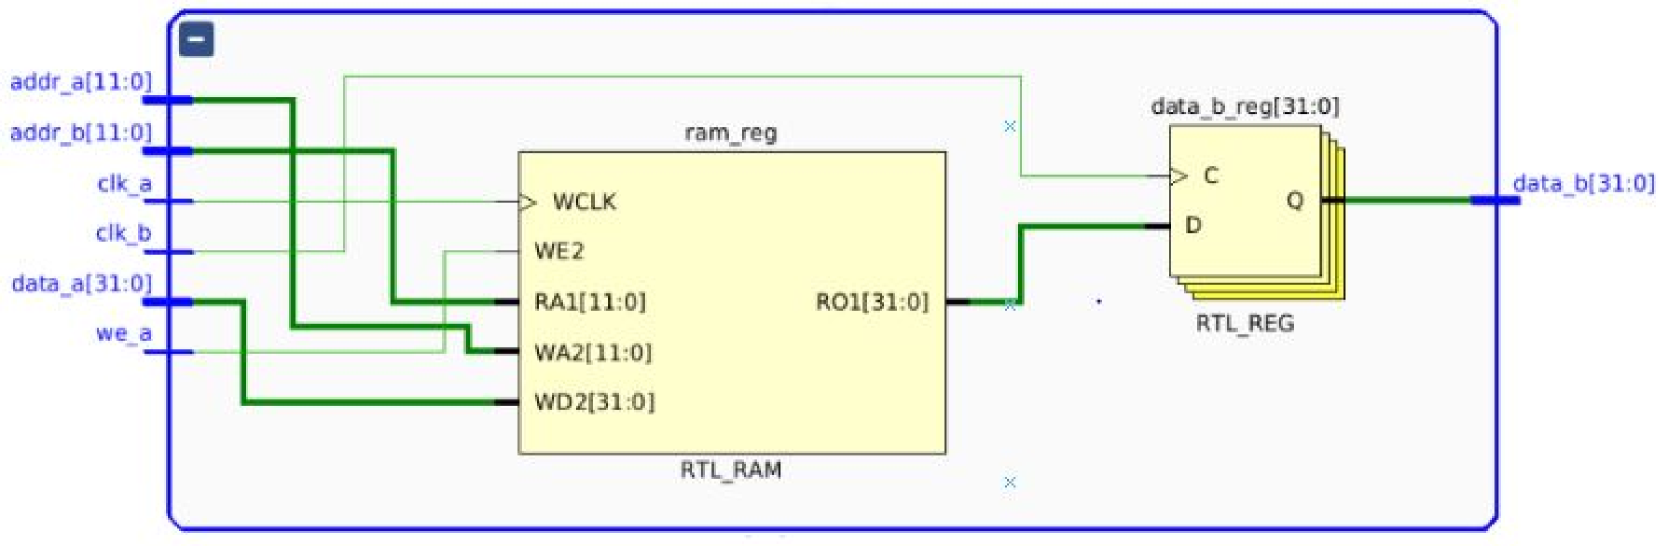 addr_a[11:0]
addr_b[11:0]
clk_a
clk_b
data_a[31:0]
we_a
ram_reg
WCLK
WE2
RA1[11:0]
WA2[11:0]
WD2[31:0]
RO1[31:0]
RTL_RAM
data_b_reg[31:0]
C
D
Q
RTL_REG
data_b[31:0]